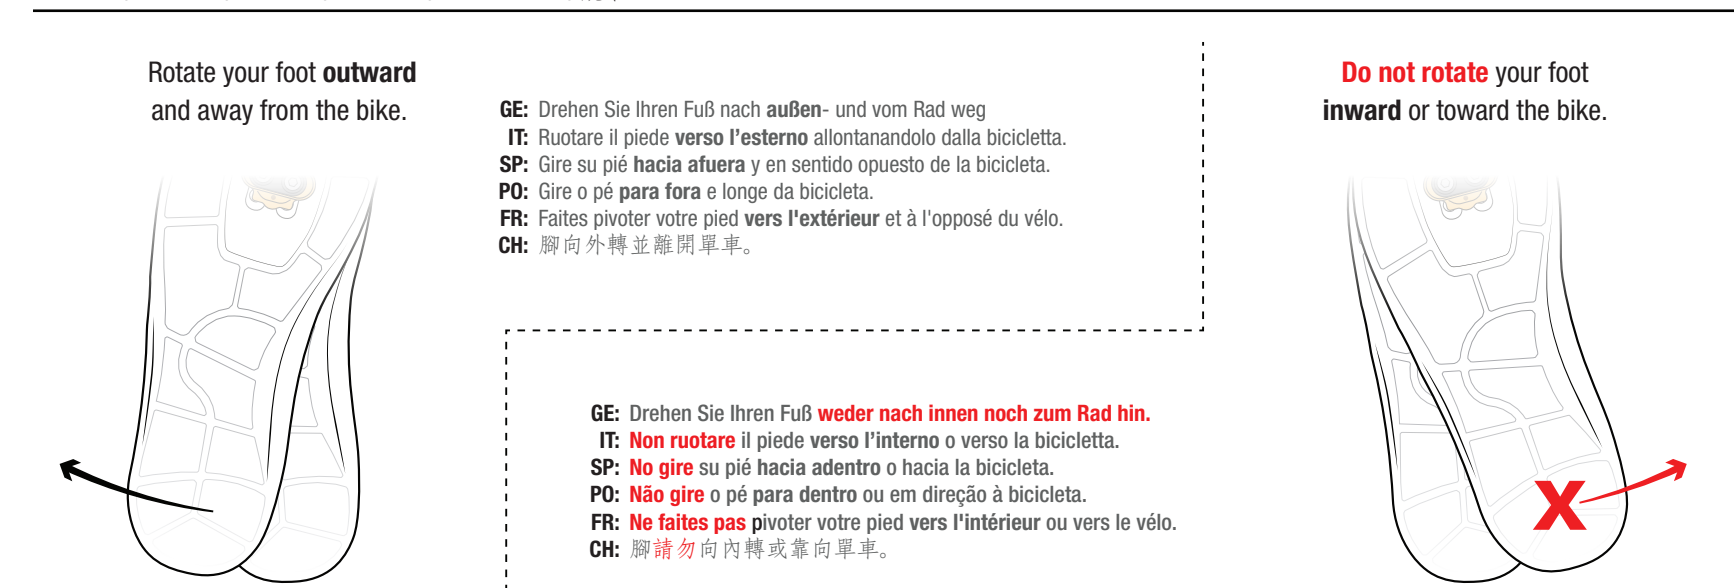 Rotate your foot outward
and away from the bike.
GE: Drehen Sie Ihren Fuß nach außen- und vom Rad weg
IT: Ruotare il piede verso l’esterno allontanandolo dalla bicicletta.
SP: Gire su pié hacia afuera y en sentido opuesto de la bicicleta.
PO: Gire o pé para fora e longe da bicicleta.
FR: Faites pivoter votre pied vers l'extérieur et à l'opposé du vélo.
CH: 腳向外轉並離開單車。
Do not rotate your foot
inward or toward the bike.
GE: Drehen Sie Ihren Fuß weder nach innen noch zum Rad hin.
IT: Non ruotare il piede verso l’interno o verso la bicicletta.
SP: No gire su pié hacia adentro o hacia la bicicleta.
PO: Não gire o pé para dentro ou em direção à bicicleta.
FR: Ne faites pas pivoter votre pied vers l'intérieur ou vers le vélo.
CH: 腳請勿向內轉或靠向單車。
X